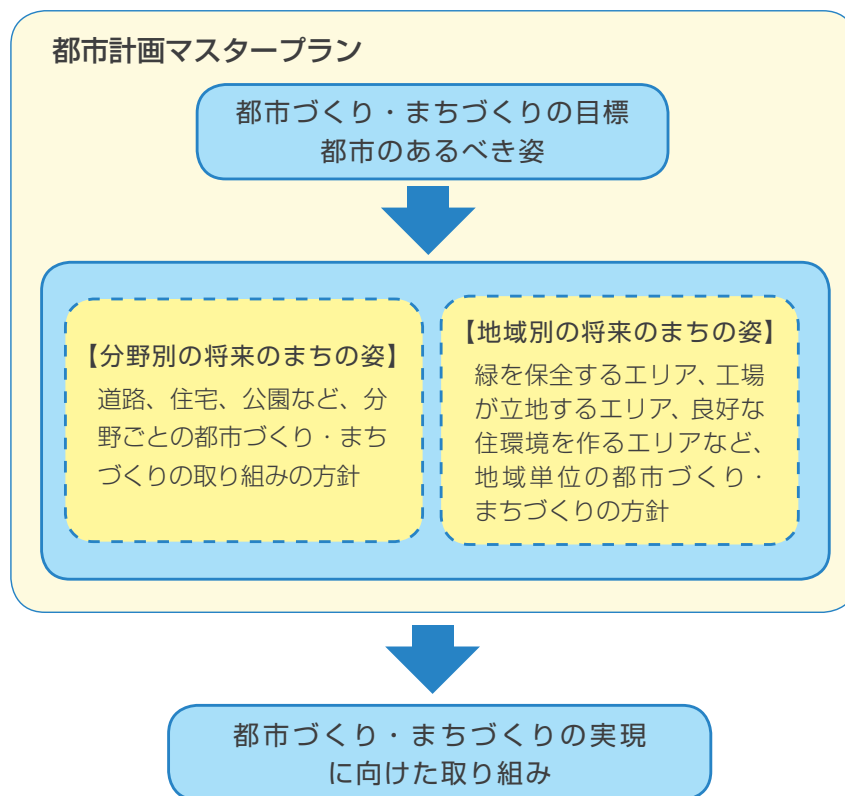 都市計画マスタープラン
都市づくり・まちづくりの目標
都市のあるべき姿
【分野別の将来のまちの姿】
道路、住宅、公園など、分
野ごとの都市づくり・まち
づくりの取り組みの方針
【地域別の将来のまちの姿】
緑を保全するエリア、工場
が立地するエリア、良好な
住環境を作るエリアなど、
地域単位の都市づくり・
まちづくりの方針
都市づくり・まちづくりの実現
に向けた取り組み